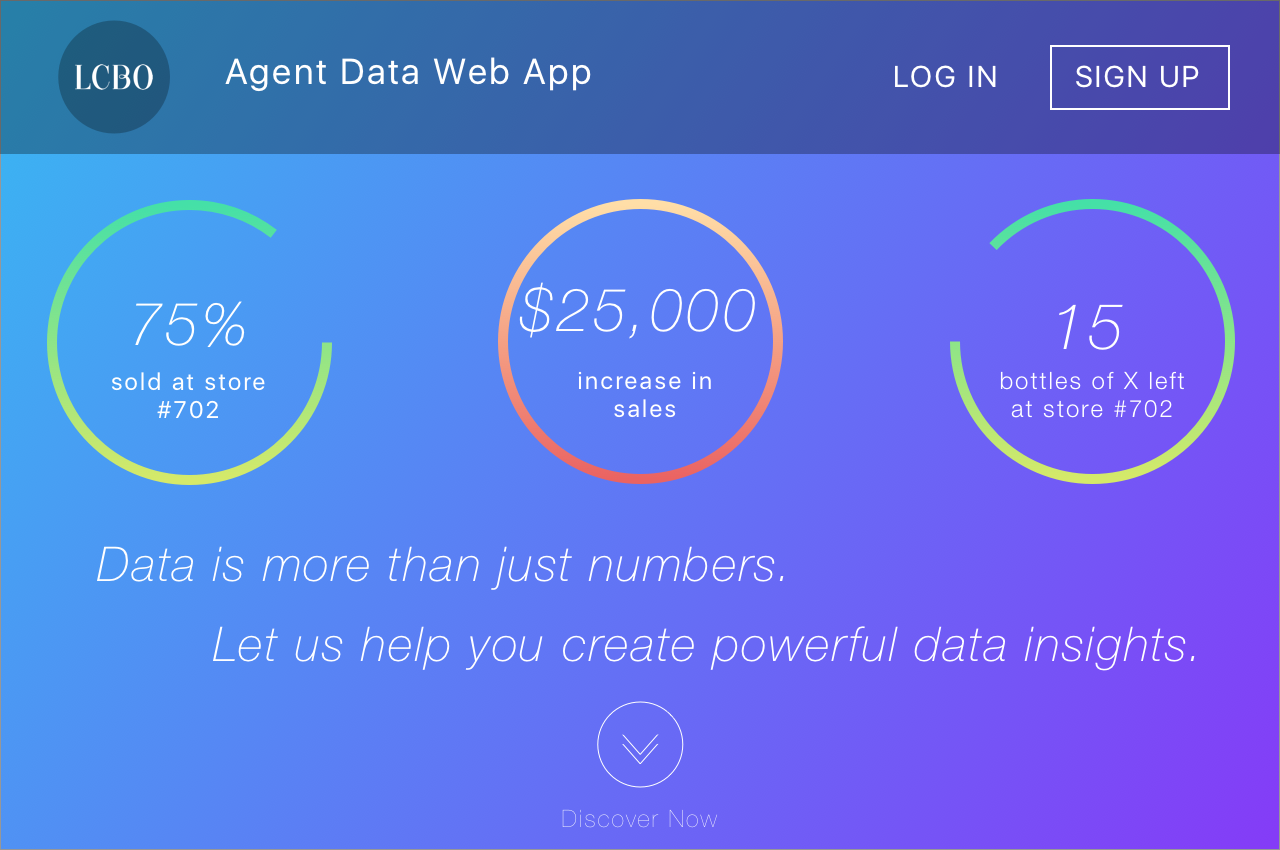 LCBO
Agent Data Web App
LOG IN
SIGN UP
75%
sold at store
#702
$25,000
increase in
sales
15
bottles of X left
at store #702
Data is more than just numbers.
Let us help you create powerful data insights.
Discover Now